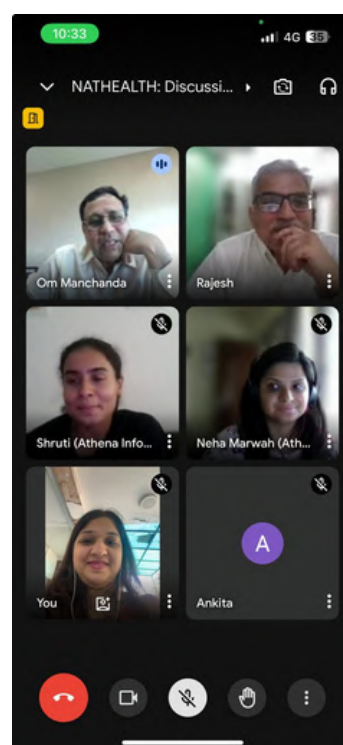 10:33 4G 35
NATHEALTH: Discussi...
Om Manchanda
Rajesh
Shruti (Athena Info...
Neha Marwah (Ath...
You
A
Ankita